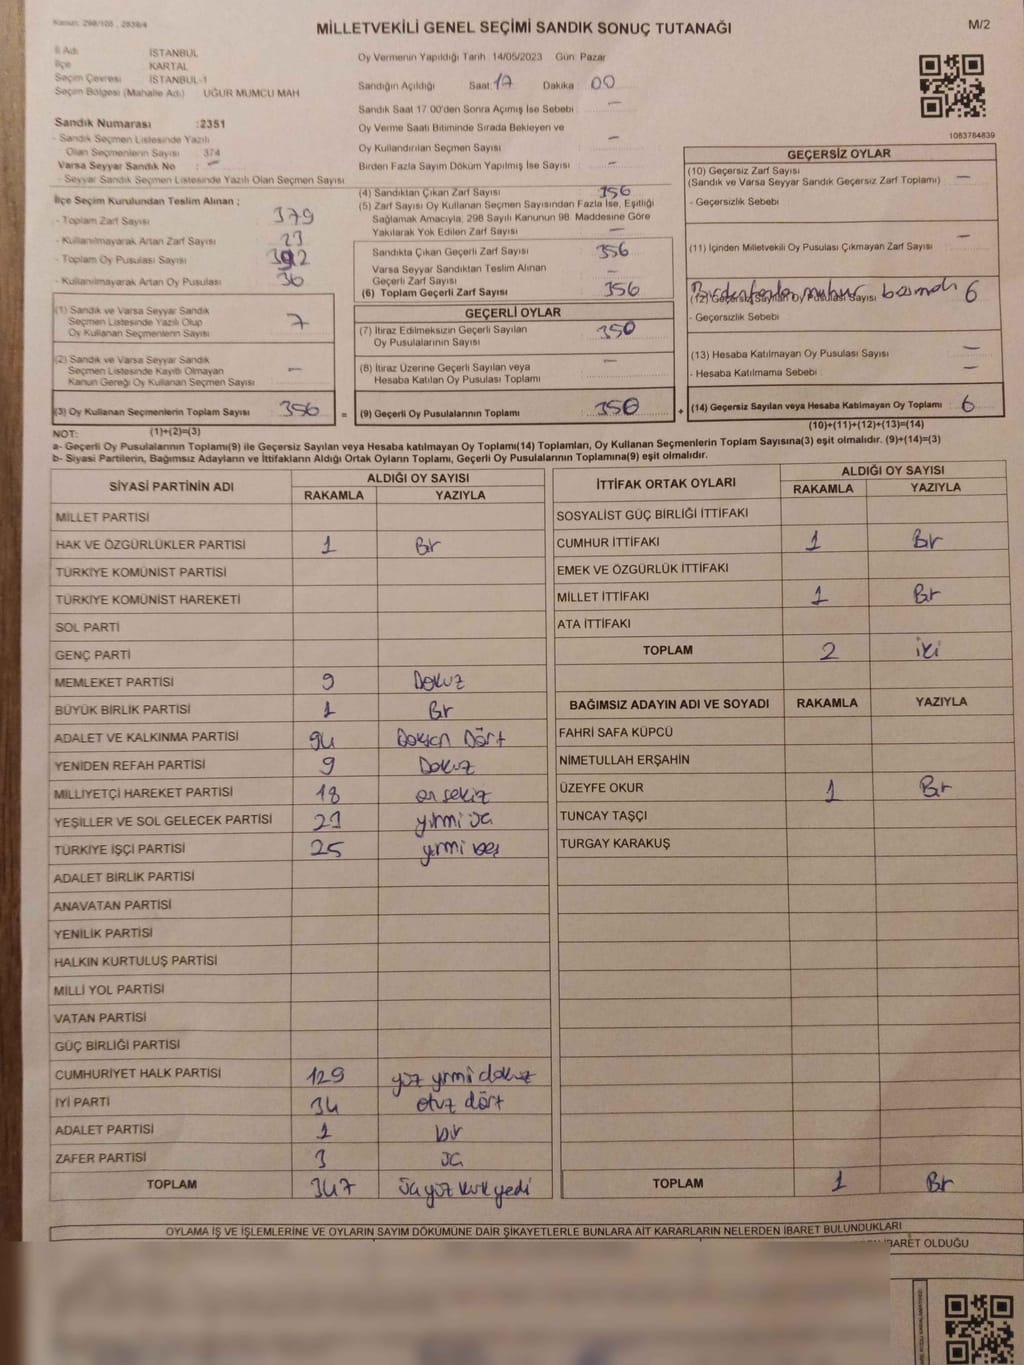 Kanun: 298/105 , 2839/4
MİLLETVEKİLİ GENEL SEÇİMİ SANDIK SONUÇ TUTANAĞI
M/2
İl Adı İSTANBUL
İlçe KARTAL
Seçim Çevresi İSTANBUL-1
Seçim Bölgesi (Mahalle Adı) UĞUR MUMCU MAH
Sandık Numarası :2351
- Sandık Seçmen Listesinde Yazılı
Olan Seçmenlerin Sayısı : 374
Varsa Seyyar Sandık No : -
- Seyyar Sandık Seçmen Listesinde Yazılı Olan Seçmen Sayısı
İlçe Seçim Kurulundan Teslim Alınan ;
- Toplam Zarf Sayısı 379
- Kullanılmayarak Artan Zarf Sayısı 23
- Toplam Oy Pusulası Sayısı 392
- Kullanılmayarak Artan Oy Pusulası 36
(1) Sandık ve Varsa Seyyar Sandık
Seçmen Listesinde Yazılı Olup
Oy Kullanan Seçmenlerin Sayısı 7
(2) Sandık ve Varsa Seyyar Sandık
Seçmen Listesinde Kayıtlı Olmayan
Kanun Gereği Oy Kullanan Seçmen Sayısı -
(3) Oy Kullanan Seçmenlerin Toplam Sayısı 356 =
(1)+(2)=(3)
Oy Vermenin Yapıldığı Tarih 14/05/2023 Gün: Pazar
Sandığın Açıldığı Saat: 17 Dakika : 00
Sandık Saat 17.00'den Sonra Açılmış İse Sebebi -
Oy Verme Saati Bitiminde Sırada Bekleyen ve
Oy Kullandırılan Seçmen Sayısı -
Birden Fazla Sayım Döküm Yapılmış İse Sayısı -
(4) Sandıktan Çıkan Zarf Sayısı 356
(5) Zarf Sayısı Oy Kullanan Seçmen Sayısından Fazla İse, Eşitliği
Sağlamak Amacıyla, 298 Sayılı Kanunun 98. Maddesine Göre
Yakılarak Yok Edilen Zarf Sayısı -
Sandıkta Çıkan Geçerli Zarf Sayısı 356
Varsa Seyyar Sandıktan Teslim Alınan
Geçerli Zarf Sayısı -
(6) Toplam Geçerli Zarf Sayısı 356
GEÇERLİ OYLAR
(7) İtiraz Edilmeksizin Geçerli Sayılan
Oy Pusulalarının Sayısı 350
(8) İtiraz Üzerine Geçerli Sayılan veya
Hesaba Katılan Oy Pusulası Toplamı -
(9) Geçerli Oy Pusulalarının Toplamı 350 +
1083784839
GEÇERSİZ OYLAR
(10) Geçersiz Zarf Sayısı
(Sandık ve Varsa Seyyar Sandık Geçersiz Zarf Toplamı) -
- Geçersizlik Sebebi
(11) İçinden Milletvekili Oy Pusulası Çıkmayan Zarf Sayısı -
Birden fazla mühür basımdı
(12) Geçersiz Sayılan Oy Pusulası Sayısı 6
- Geçersizlik Sebebi
(13) Hesaba Katılmayan Oy Pusulası Sayısı -
- Hesaba Katılmama Sebebi -
(14) Geçersiz Sayılan veya Hesaba Katılmayan Oy Toplamı 6
(10)+(11)+(12)+(13)=(14)
NOT:
a- Geçerli Oy Pusulalarının Toplamı(9) ile Geçersiz Sayılan veya Hesaba katılmayan Oy Toplamı(14) Toplamları, Oy Kullanan Seçmenlerin Toplam Sayısına(3) eşit olmalıdır. (9)+(14)=(3)
b- Siyasi Partilerin, Bağımsız Adayların ve İttifakların Aldığı Ortak Oyların Toplamı, Geçerli Oy Pusulalarının Toplamına(9) eşit olmalıdır.
SİYASİ PARTİNİN ADI ALDIĞI OY SAYISI
RAKAMLA YAZIYLA
MİLLET PARTİSİ
HAK VE ÖZGÜRLÜKLER PARTİSİ 1 Bir
TÜRKİYE KOMÜNİST PARTİSİ
TÜRKİYE KOMÜNİST HAREKETİ
SOL PARTİ
GENÇ PARTİ
MEMLEKET PARTİSİ 9 Dokuz
BÜYÜK BİRLİK PARTİSİ 1 Bir
ADALET VE KALKINMA PARTİSİ 94 Doksan Dört
YENİDEN REFAH PARTİSİ 9 Dokuz
MİLLİYETÇİ HAREKET PARTİSİ 18 on sekiz
YEŞİLLER VE SOL GELECEK PARTİSİ 23 yirmi üç
TÜRKİYE İŞÇİ PARTİSİ 25 yirmi beş
ADALET BİRLİK PARTİSİ
ANAVATAN PARTİSİ
YENİLİK PARTİSİ
HALKIN KURTULUŞ PARTİSİ
MİLLİ YOL PARTİSİ
VATAN PARTİSİ
GÜÇ BİRLİĞİ PARTİSİ
CUMHURİYET HALK PARTİSİ 129 yüz yirmi dokuz
İYİ PARTİ 34 otuz dört
ADALET PARTİSİ 1 bir
ZAFER PARTİSİ 3 üç
TOPLAM 347 üç yüz kırk yedi
İTTİFAK ORTAK OYLARI ALDIĞI OY SAYISI
RAKAMLA YAZIYLA
SOSYALİST GÜÇ BİRLİĞİ İTTİFAKI
CUMHUR İTTİFAKI 1 Bir
EMEK VE ÖZGÜRLÜK İTTİFAKI
MİLLET İTTİFAKI 1 Bir
ATA İTTİFAKI
TOPLAM 2 iki
BAĞIMSIZ ADAYIN ADI VE SOYADI RAKAMLA YAZIYLA
FAHRİ SAFA KÜPCÜ
NİMETULLAH ERŞAHİN
ÜZEYFE OKUR 1 Bir
TUNCAY TAŞÇI
TURGAY KARAKUŞ
TOPLAM 1 Bir
OYLAMA İŞ VE İŞLEMLERİNE VE OYLARIN SAYIM DÖKÜMÜNE DAİR ŞİKAYETLERLE BUNLARA AİT KARARLARIN NELERDEN İBARET BULUNDUKLARI
İBARET OLDUĞU